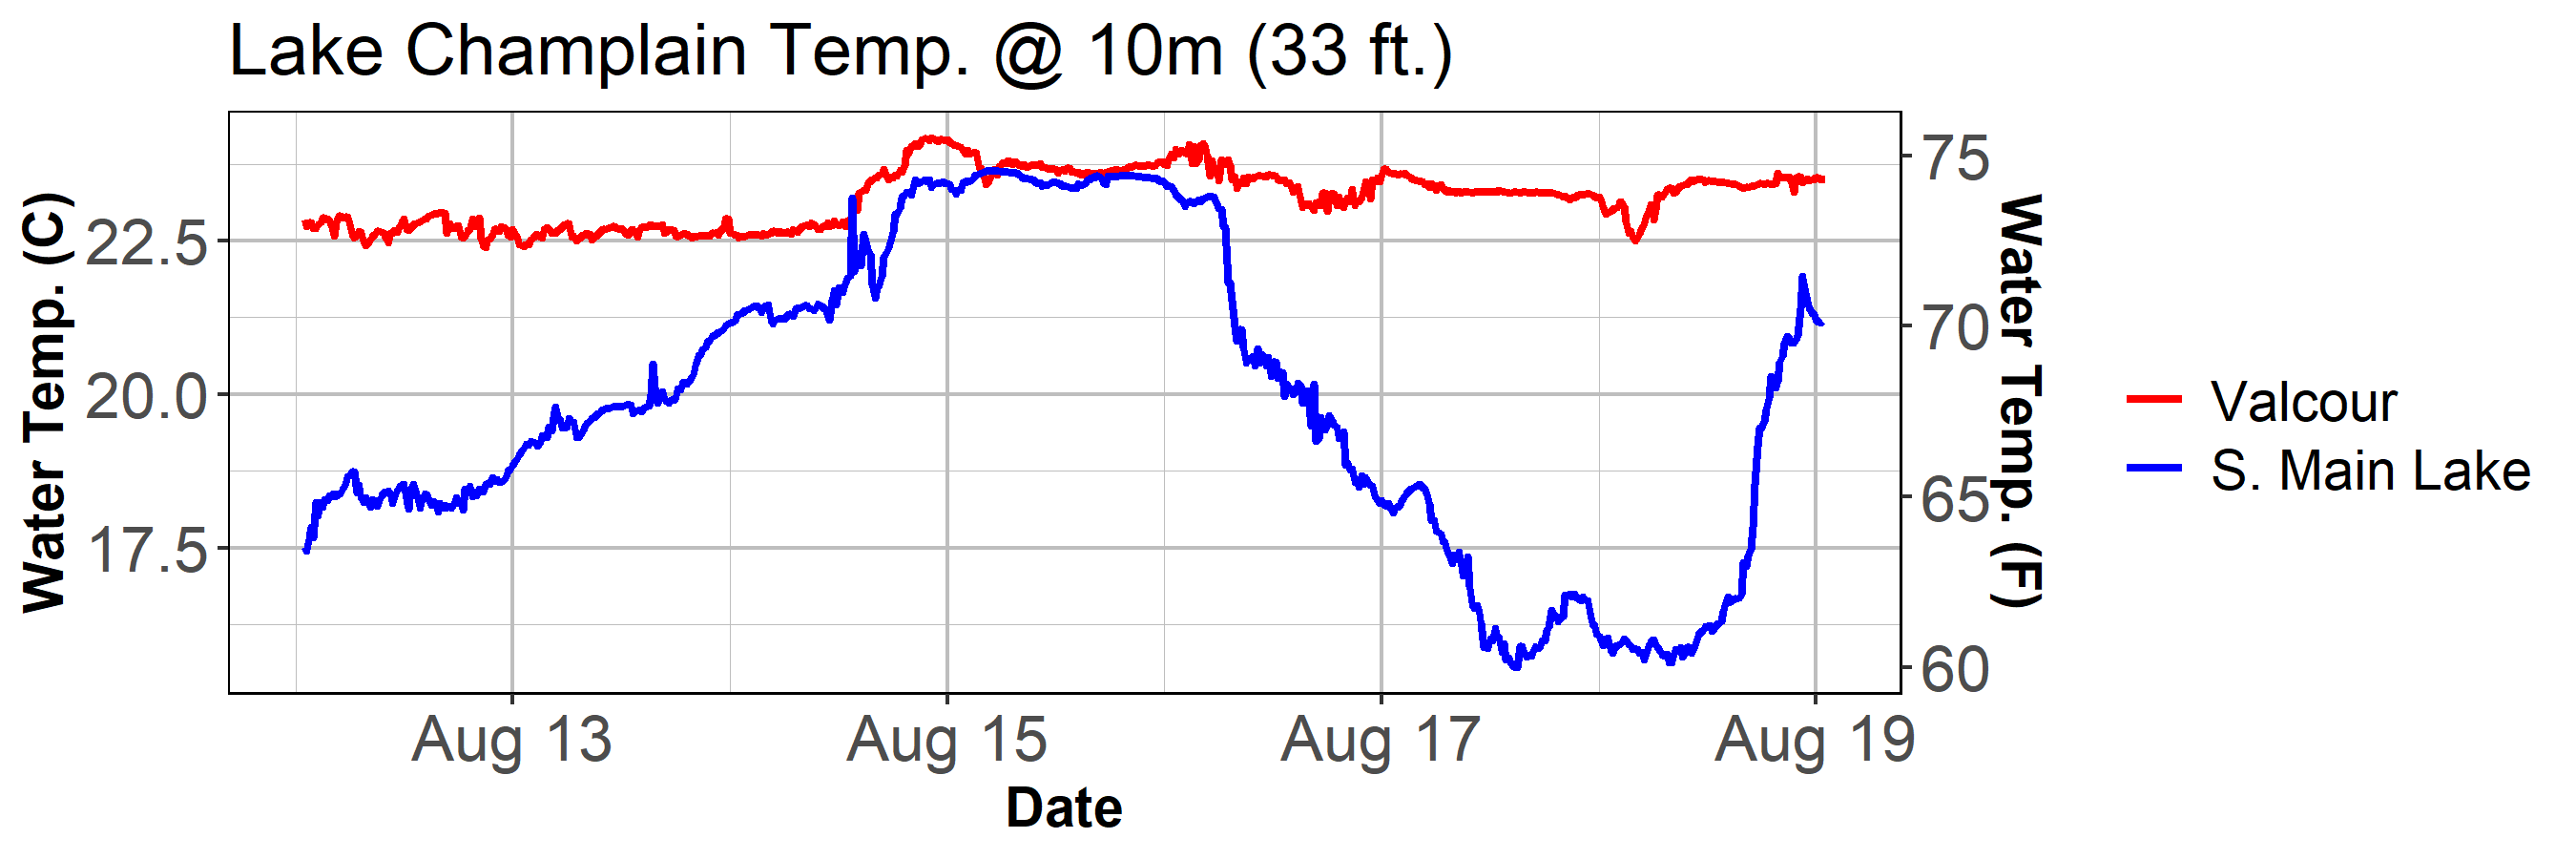 Lake Champlain Temp. @ 10m (33 ft.)
Water Temp. (C)
22.5
20.0
17.5
75
70
65
60
Water Temp. (F)
Aug 13 Aug 15 Aug 17 Aug 19
Date
Valcour
S. Main Lake